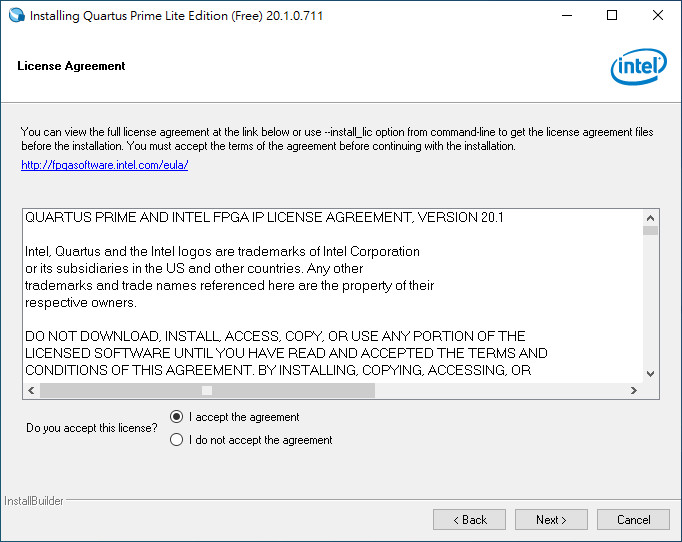 Installing Quartus Prime Lite Edition (Free) 20.1.0.711
License Agreement
intel
You can view the full license agreement at the link below or use --install_lic option from command-line to get the license agreement files
before the installation. You must accept the terms of the agreement before continuing with the installation.
http://fpgasoftware.intel.com/eula/
QUARTUS PRIME AND INTEL FPGA IP LICENSE AGREEMENT, VERSION 20.1
Intel, Quartus and the Intel logos are trademarks of Intel Corporation
or its subsidiaries in the US and other countries. Any other
trademarks and trade names referenced here are the property of their
respective owners.
DO NOT DOWNLOAD, INSTALL, ACCESS, COPY, OR USE ANY PORTION OF THE
LICENSED SOFTWARE UNTIL YOU HAVE READ AND ACCEPTED THE TERMS AND
CONDITIONS OF THIS AGREEMENT. BY INSTALLING, COPYING, ACCESSING, OR
Do you accept this license?
I accept the agreement
I do not accept the agreement
InstallBuilder
< Back
Next >
Cancel